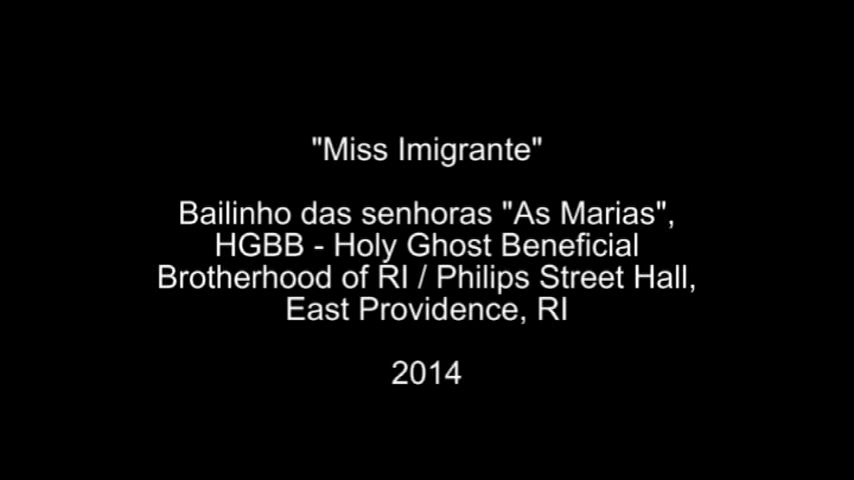 "Miss Imigrante"
Bailinho das senhoras "As Marias",
HGBB - Holy Ghost Beneficial
Brotherhood of RI / Philips Street Hall,
East Providence, RI
2014